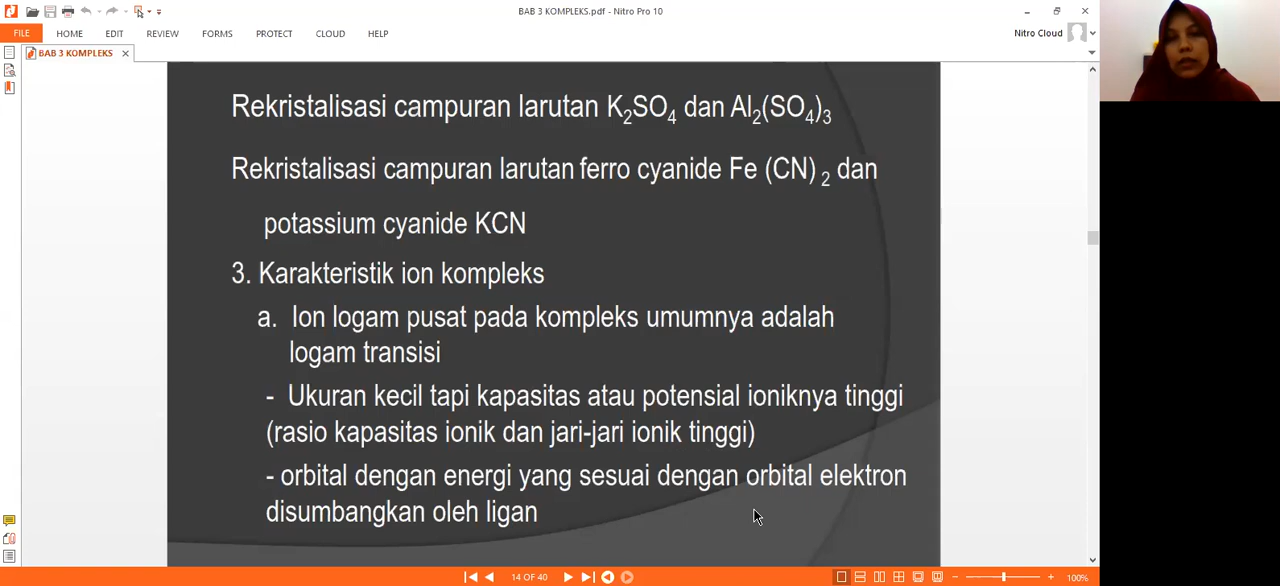 BAB 3 KOMPLEKS.pdf - Nitro Pro 10
FILE HOME EDIT REVIEW FORMS PROTECT CLOUD HELP Nitro Cloud
BAB 3 KOMPLEKS
Rekristalisasi campuran larutan K₂SO₄ dan Al₂(SO₄)₃
Rekristalisasi campuran larutan ferro cyanide Fe (CN) ₂ dan
potassium cyanide KCN
3. Karakteristik ion kompleks
a. Ion logam pusat pada kompleks umumnya adalah
logam transisi
- Ukuran kecil tapi kapasitas atau potensial ioniknya tinggi
(rasio kapasitas ionik dan jari-jari ionik tinggi)
- orbital dengan energi yang sesuai dengan orbital elektron
disumbangkan oleh ligan
14 OF 40
100%